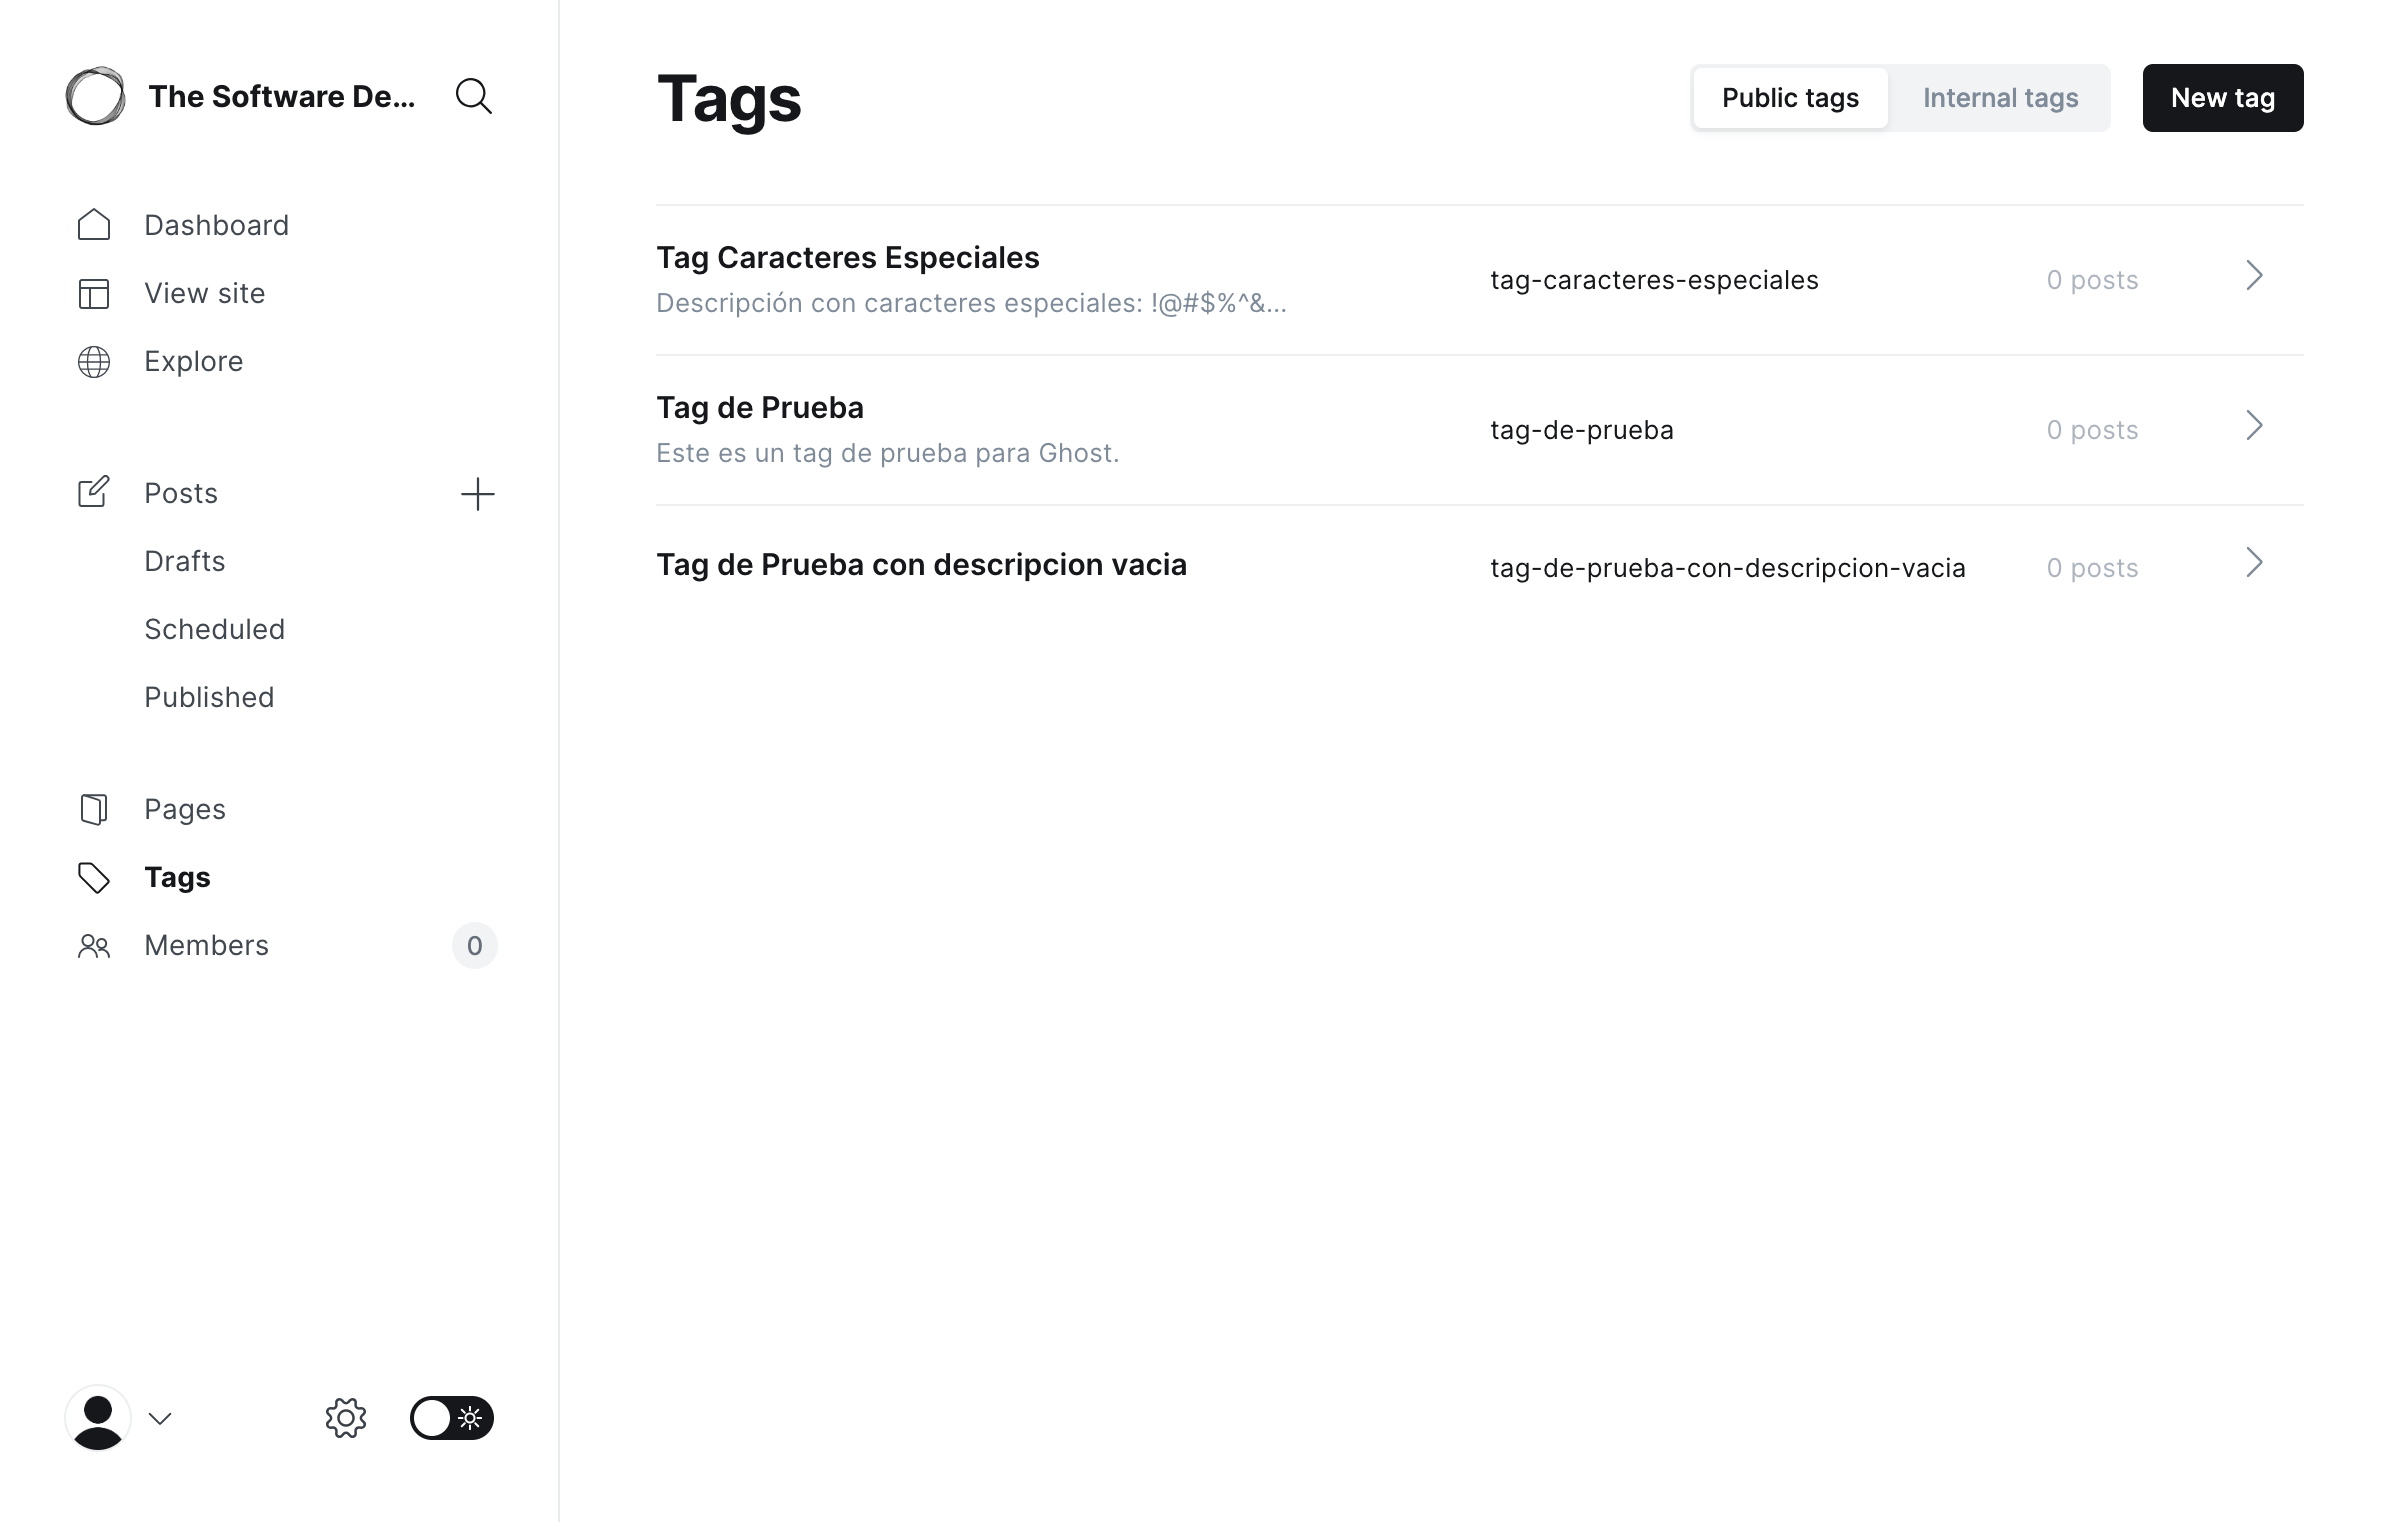 The Software De...
Dashboard
View site
Explore
Posts
Drafts
Scheduled
Published
Pages
Tags
Members 0
Tags
Public tags Internal tags New tag
Tag Caracteres Especiales
Descripción con caracteres especiales: !@#$%^&...
tag-caracteres-especiales 0 posts
Tag de Prueba
Este es un tag de prueba para Ghost.
tag-de-prueba 0 posts
Tag de Prueba con descripcion vacia tag-de-prueba-con-descripcion-vacia 0 posts